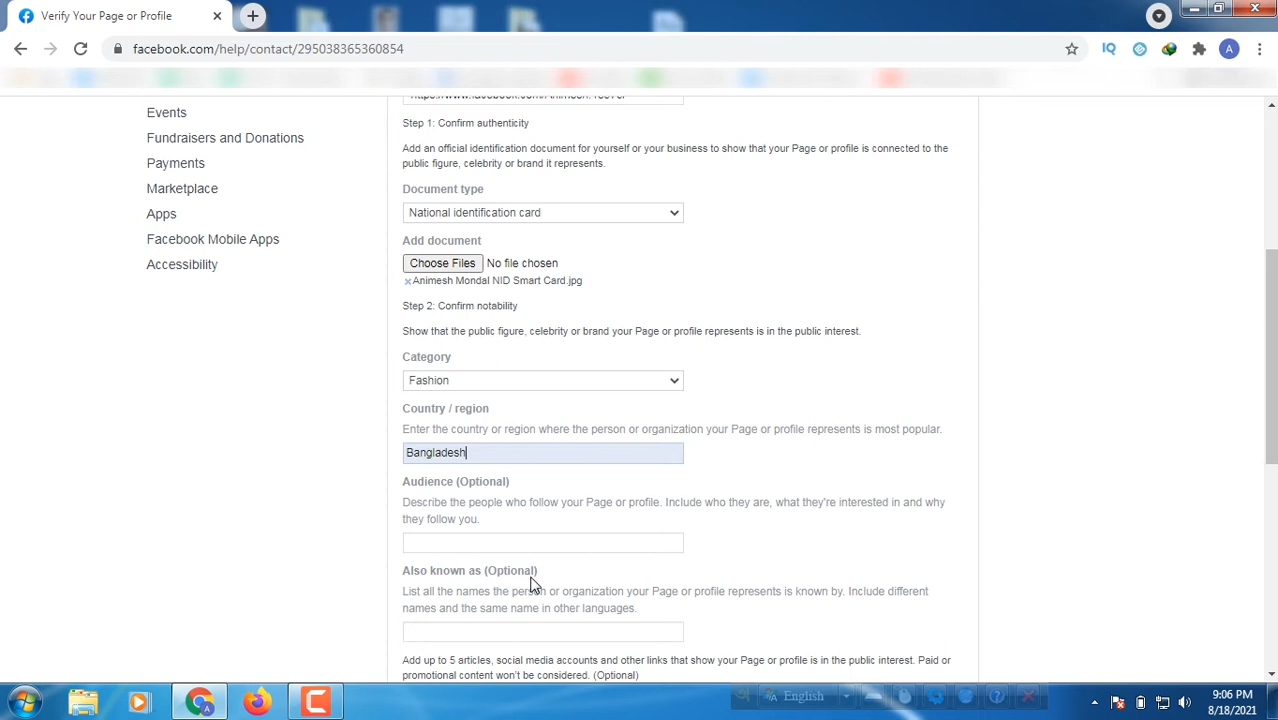 Verify Your Page or Profile
facebook.com/help/contact/295038365360854
IQ
A
Events
Fundraisers and Donations
Payments
Marketplace
Apps
Facebook Mobile Apps
Accessibility
Step 1: Confirm authenticity
Add an official identification document for yourself or your business to show that your Page or profile is connected to the
public figure, celebrity or brand it represents.
Document type
National identification card
Add document
Choose Files No file chosen
×Animesh Mondal NID Smart Card.jpg
Step 2: Confirm notability
Show that the public figure, celebrity or brand your Page or profile represents is in the public interest.
Category
Fashion
Country / region
Enter the country or region where the person or organization your Page or profile represents is most popular.
Bangladesh
Audience (Optional)
Describe the people who follow your Page or profile. Include who they are, what they're interested in and why
they follow you.
Also known as (Optional)
List all the names the person or organization your Page or profile represents is known by. Include different
names and the same name in other languages.
Add up to 5 articles, social media accounts and other links that show your Page or profile is in the public interest. Paid or
promotional content won't be considered. (Optional)
English
9:06 PM
8/18/2021